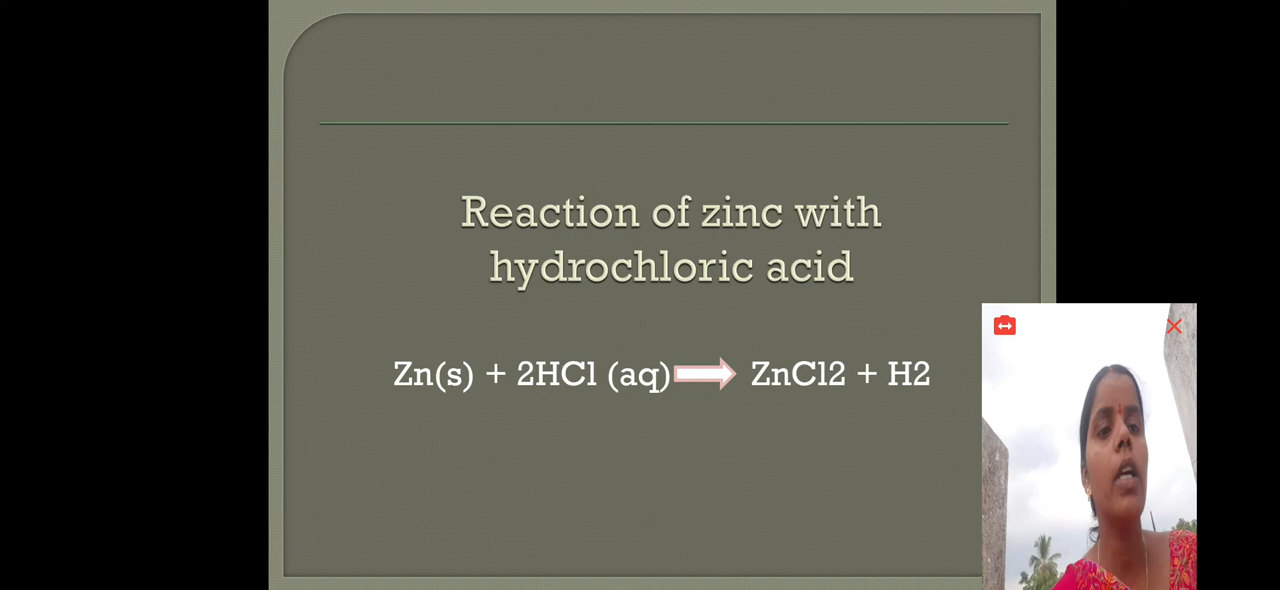 Reaction of zinc with
hydrochloric acid
Zn(s) + 2HCl (aq) ZnCl2 + H2